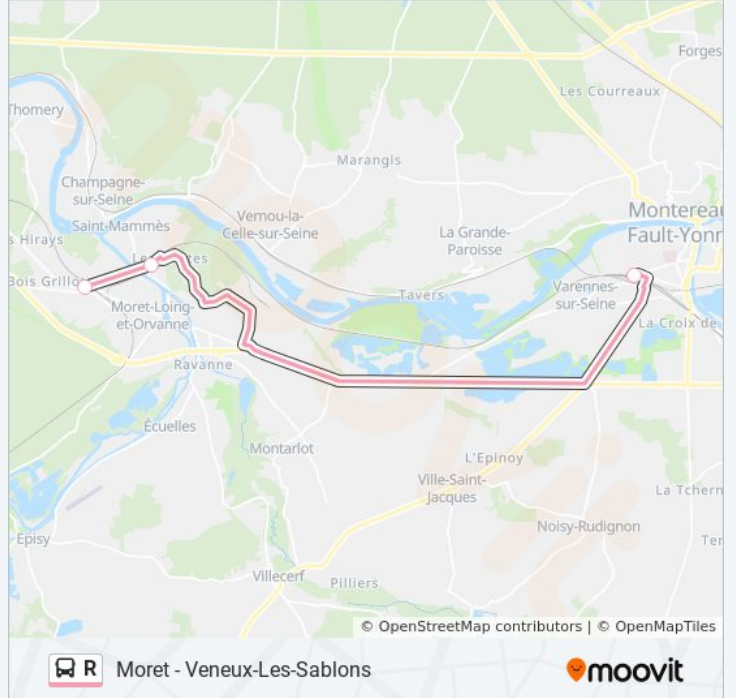 Forges
Les Courreaux
Thomery
Marangis
Champagne-
sur-Seine
Montereau
Fault-Yonn
Saint-Mammès
Vernou-la-
Celle-sur-Seine
La Grande-
Paroisse
s Hirays
Bois Grillo
Varennes-
sur-Seine
Tavers
Moret-Loing-
et-Orvanne
La Croix de
Ravanne
Écuelles
Montarlot
L'Epinoy
Ville-Saint-
Jacques
La Tchern
Noisy-Rudignon
Ter
Episy
Villecerf
Pilliers
© OpenStreetMap contributors | © OpenMapTiles
R Moret - Veneux-Les-Sablons
moovit